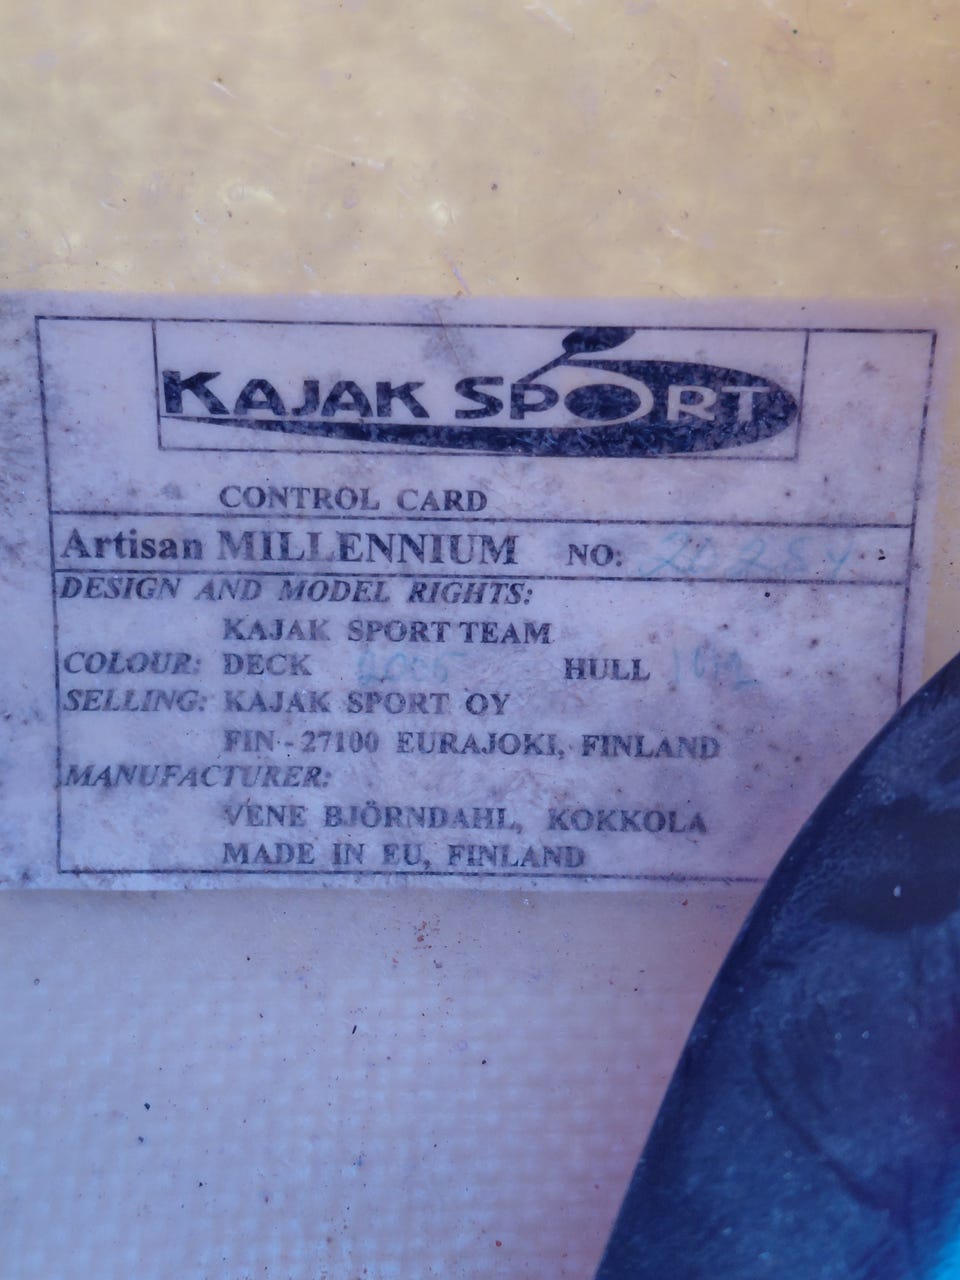 KAJAK SPORT
CONTROL CARD
Artisan MILLENNIUM NO:
DESIGN AND MODEL RIGHTS:
KAJAK SPORT TEAM
COLOUR: DECK HULL
SELLING: KAJAK SPORT OY
FIN - 27100 EURAJOKI, FINLAND
MANUFACTURER:
VENE BJÖRNDAHL, KOKKOLA
MADE IN EU, FINLAND